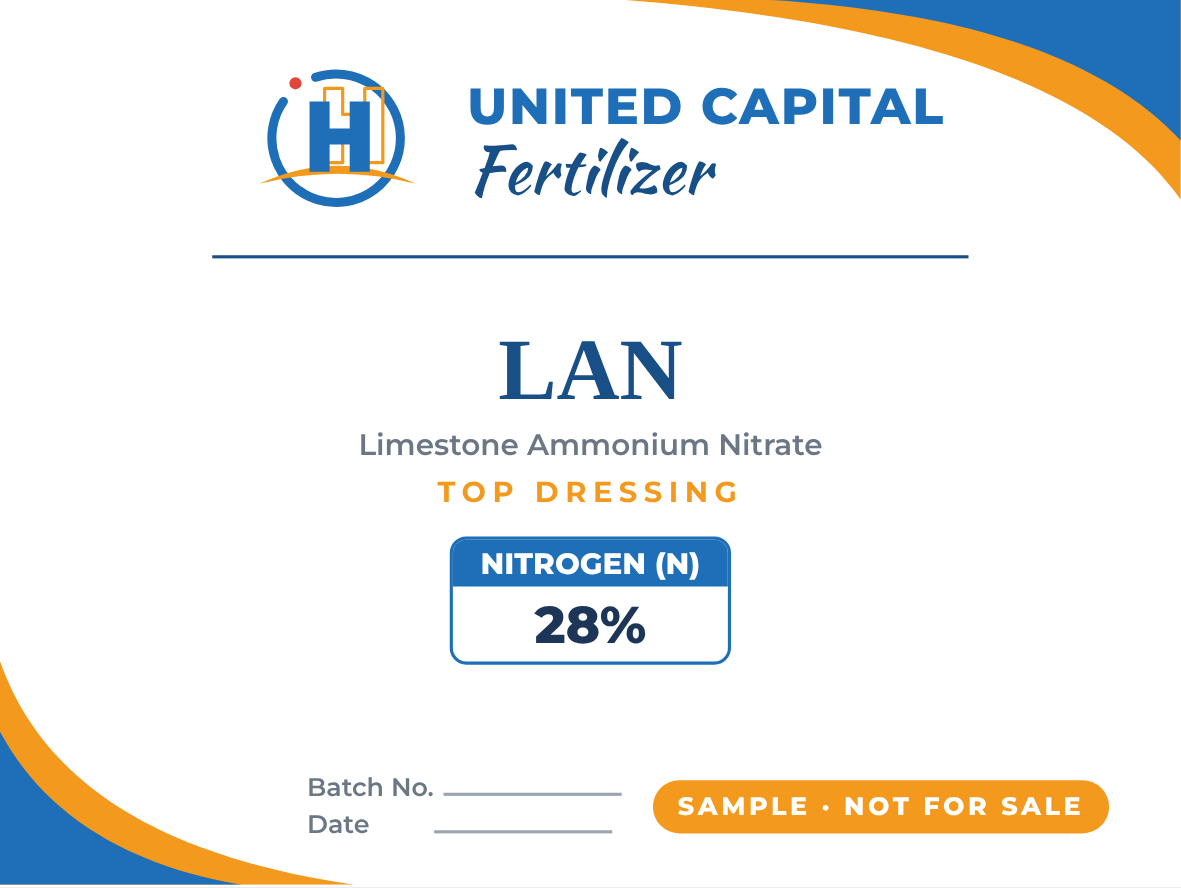 H
UNITED CAPITAL
Fertilizer
LAN
Limestone Ammonium Nitrate
TOP DRESSING
NITROGEN (N)
28%
Batch No.
Date
SAMPLE • NOT FOR SALE